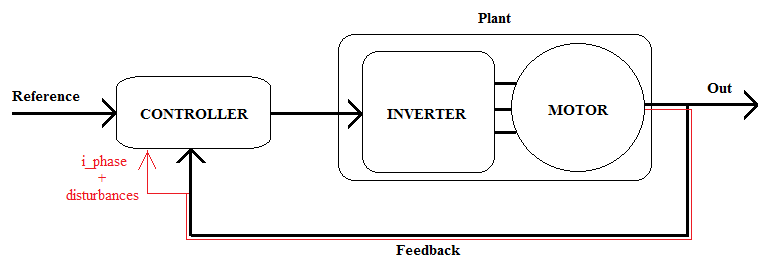 Plant
Reference
CONTROLLER
INVERTER
MOTOR
Out
i_phase
+
disturbances
Feedback